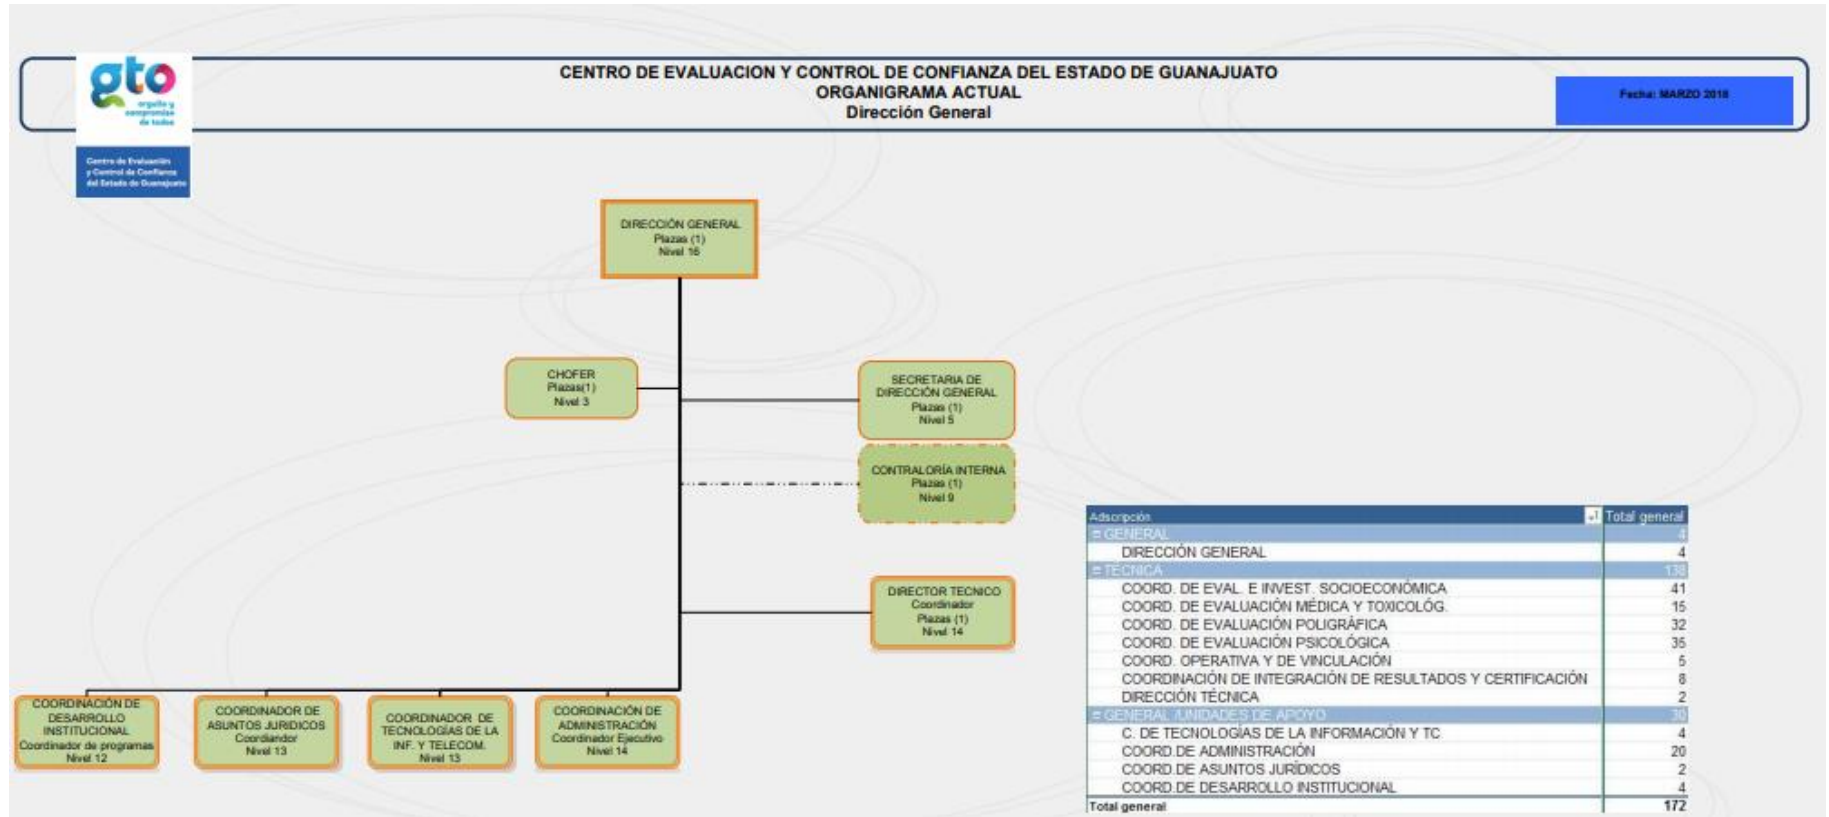 gto
orgullo y
compromiso
de todos
Centro de Evaluación
y Control de Confianza
del Estado de Guanajuato
CENTRO DE EVALUACION Y CONTROL DE CONFIANZA DEL ESTADO DE GUANAJUATO
ORGANIGRAMA ACTUAL
Dirección General
Fecha: MARZO 2018
DIRECCIÓN GENERAL
Plazas (1)
Nivel 16
CHOFER
Plazas(1)
Nivel 3
SECRETARIA DE
DIRECCIÓN GENERAL
Plazas (1)
Nivel 5
CONTRALORÍA INTERNA
Plazas (1)
Nivel 9
DIRECTOR TECNICO
Coordinador
Plazas (1)
Nivel 14
COORDINACIÓN DE
DESARROLLO
INSTITUCIONAL
Coordinador de programas
Nivel 12
COORDINADOR DE
ASUNTOS JURIDICOS
Coordiandor
Nivel 13
COORDINADOR DE
TECNOLOGÍAS DE LA
INF. Y TELECOM.
Nivel 13
COORDINACIÓN DE
ADMINISTRACIÓN
Coordinador Ejecutivo
Nivel 14
Adscripción Total general
= GENERAL 4
DIRECCIÓN GENERAL 4
= TÉCNICA 138
COORD. DE EVAL. E INVEST. SOCIOECONÓMICA 41
COORD. DE EVALUACIÓN MÉDICA Y TOXICOLÓG. 15
COORD. DE EVALUACIÓN POLIGRÁFICA 32
COORD. DE EVALUACIÓN PSICOLÓGICA 35
COORD. OPERATIVA Y DE VINCULACIÓN 5
COORDINACIÓN DE INTEGRACIÓN DE RESULTADOS Y CERTIFICACIÓN 8
DIRECCIÓN TÉCNICA 2
= GENERAL /UNIDADES DE APOYO 30
C. DE TECNOLOGÍAS DE LA INFORMACIÓN Y TC 4
COORD.DE ADMINISTRACIÓN 20
COORD.DE ASUNTOS JURÍDICOS 2
COORD.DE DESARROLLO INSTITUCIONAL 4
Total general 172